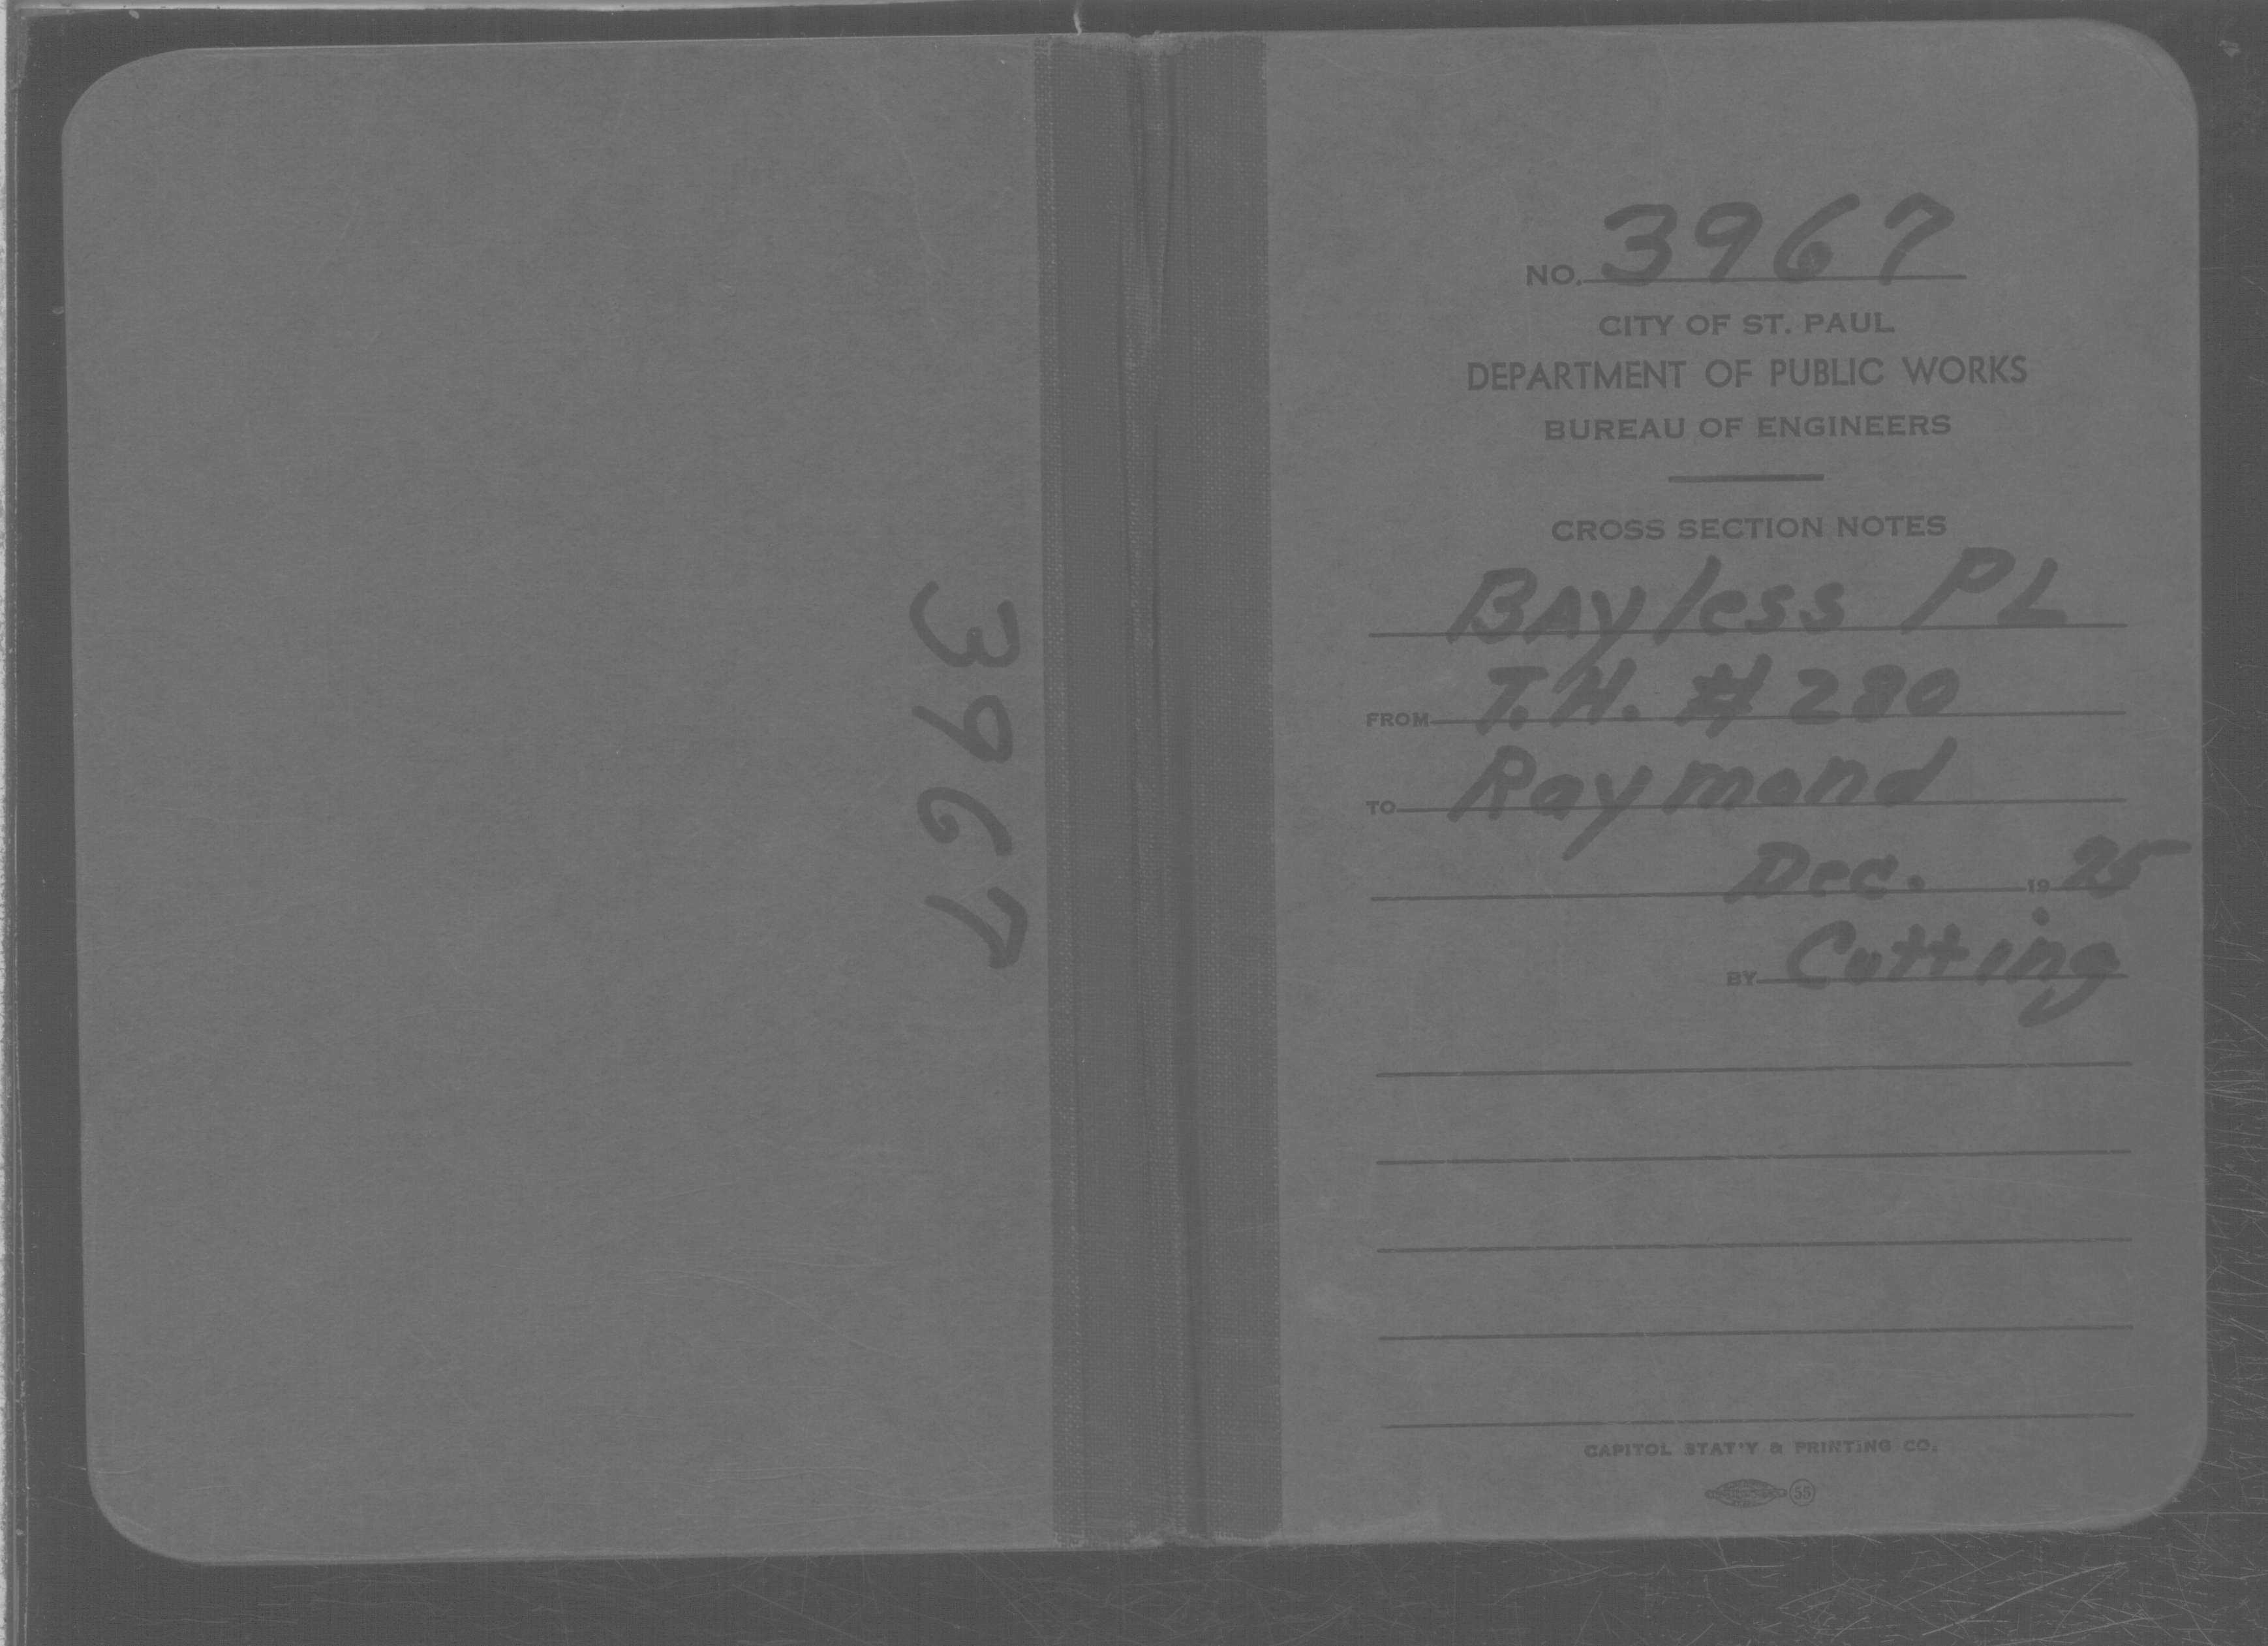 3967
NO. 3967
CITY OF ST. PAUL
DEPARTMENT OF PUBLIC WORKS
BUREAU OF ENGINEERS
CROSS SECTION NOTES
BAyless PL
FROM T.H. #280
TO Raymond
Dec. 19 25
BY Cutting
CAPITOL STAT'Y & PRINTING CO.
55